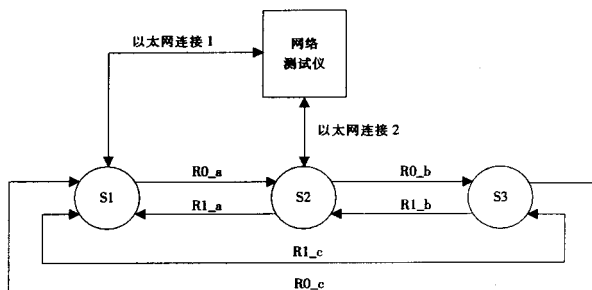 以太网连接 1
网络
测试仪
以太网连接 2
R0_a
R0_b
S1
S2
S3
R1_a
R1_b
R1_c
R0_c